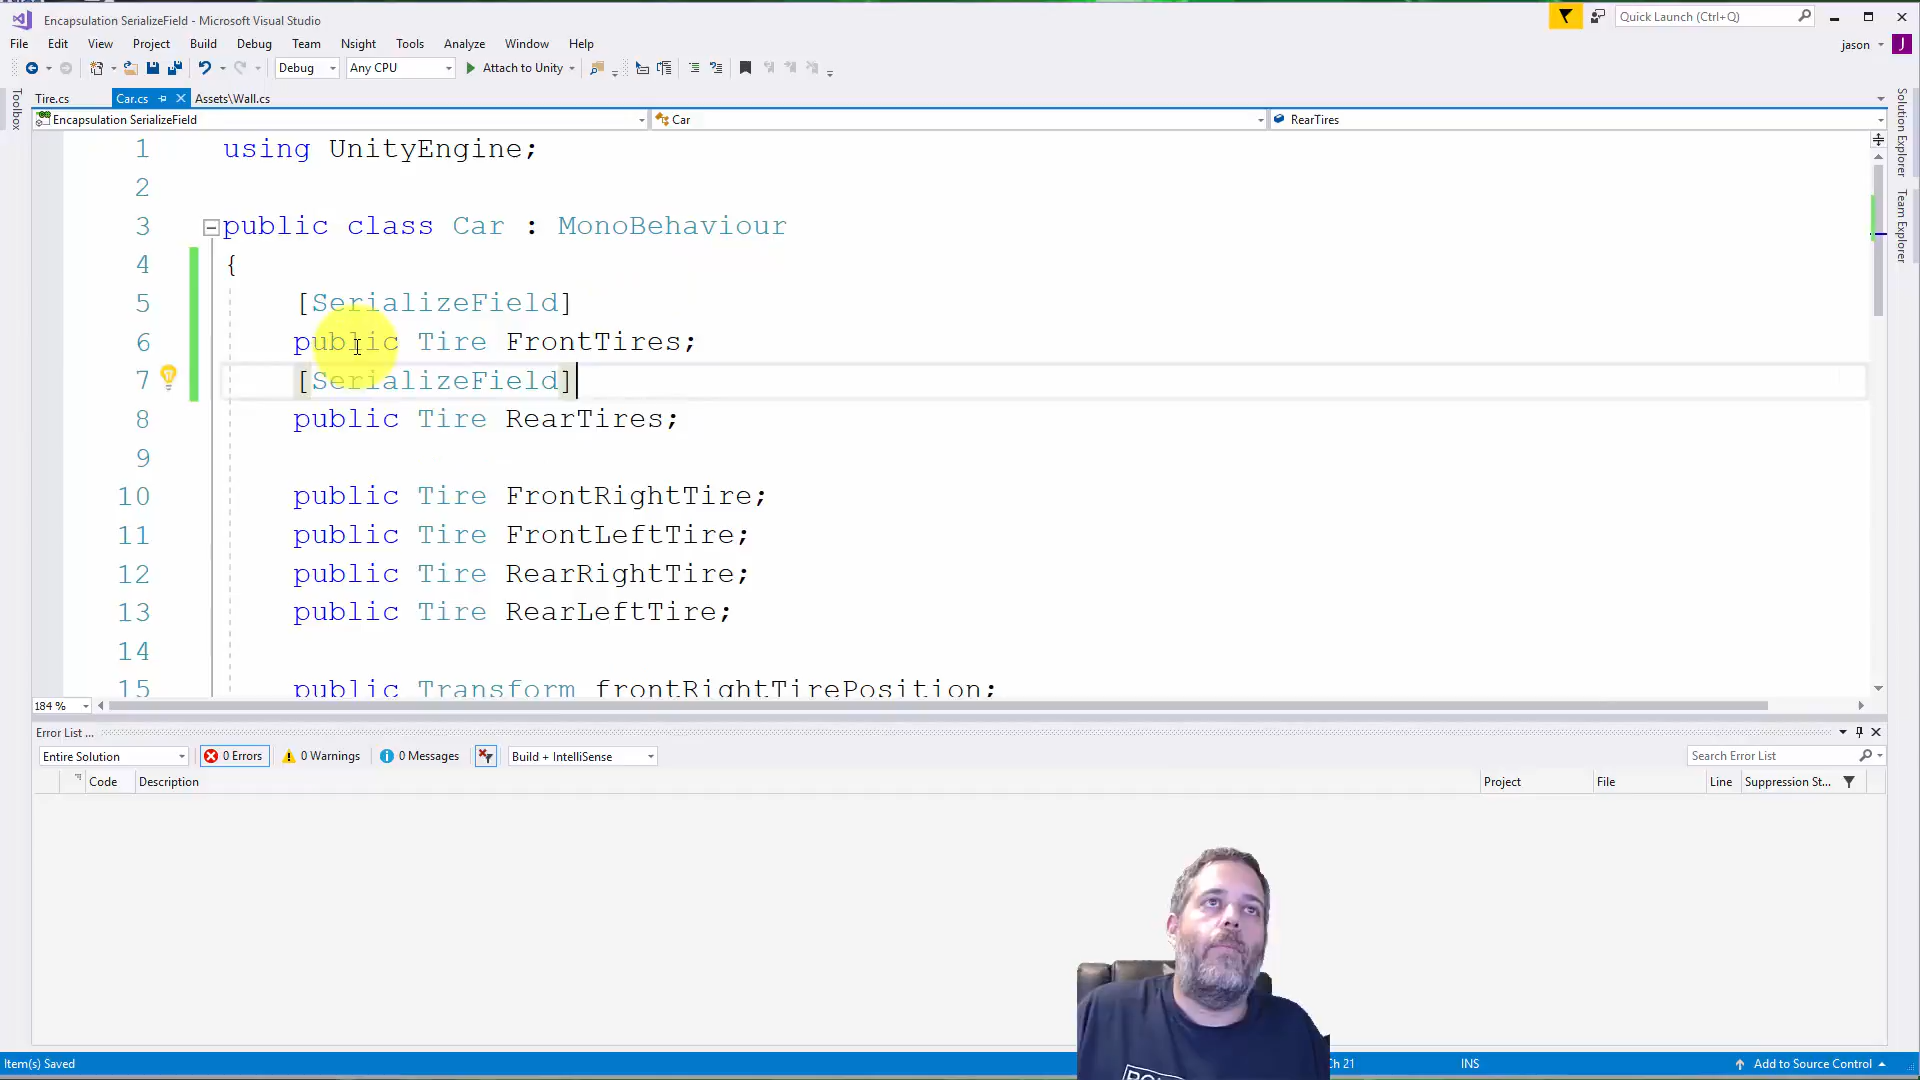 Encapsulation SerializeField - Microsoft Visual Studio
Quick Launch (Ctrl+Q)
File Edit View Project Build Debug Team Nsight Tools Analyze Window Help
jason J
Debug Any CPU Attach to Unity
Toolbox
Tire.cs Car.cs Assets\Wall.cs
Encapsulation SerializeField Car RearTires
Solution Explorer
Team Explorer
1 using UnityEngine;
2
3 public class Car : MonoBehaviour
4 {
5 [SerializeField]
6 public Tire FrontTires;
7 [SerializeField]
8 public Tire RearTires;
9
10 public Tire FrontRightTire;
11 public Tire FrontLeftTire;
12 public Tire RearRightTire;
13 public Tire RearLeftTire;
14
15 public Transform frontRightTirePosition;
184 %
Error List ...
Entire Solution 0 Errors 0 Warnings 0 Messages Build + IntelliSense Search Error List
Code Description Project File Line Suppression St...
Item(s) Saved Ch 21 INS Add to Source Control